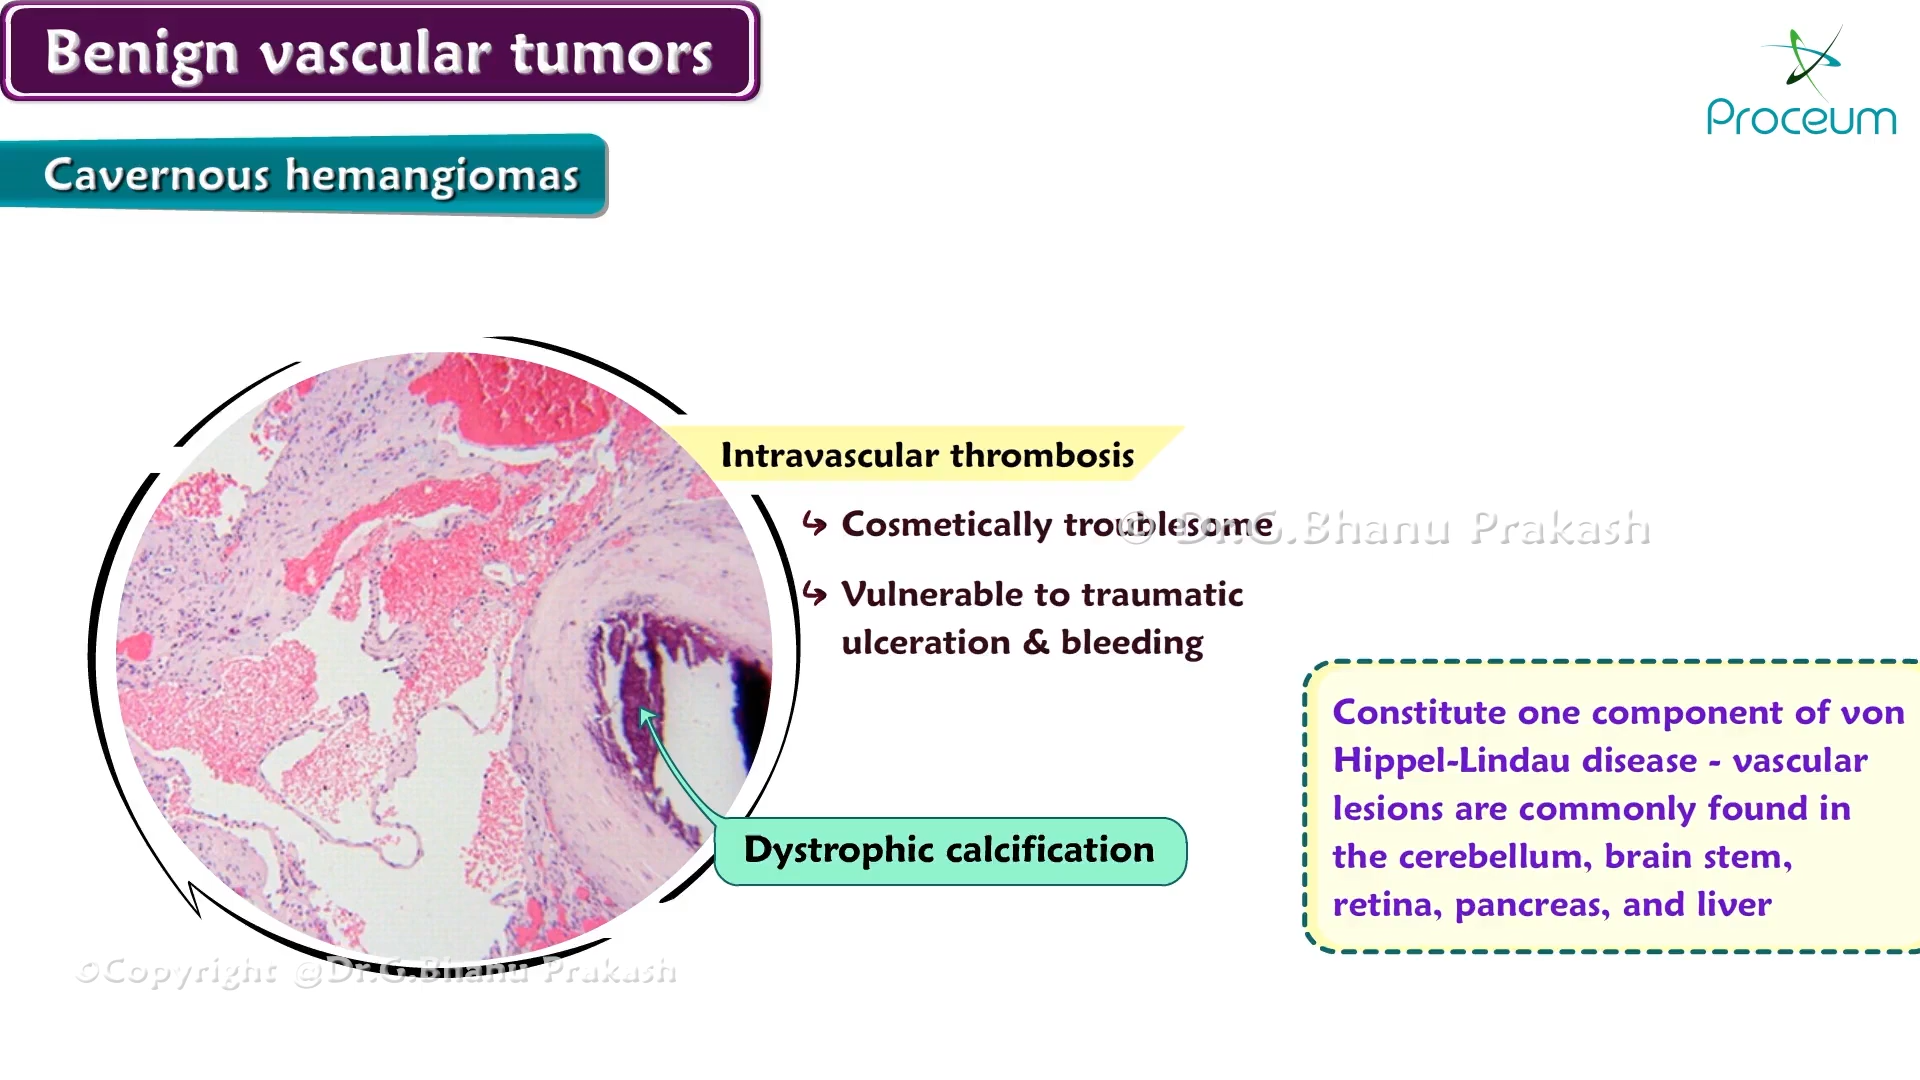 Benign vascular tumors
Proceum
Cavernous hemangiomas
Intravascular thrombosis
↪ Cosmetically troublesome
© Dr.G.Bhanu Prakash
↪ Vulnerable to traumatic
ulceration & bleeding
Constitute one component of von
Hippel-Lindau disease - vascular
lesions are commonly found in
the cerebellum, brain stem,
retina, pancreas, and liver
Dystrophic calcification
©Copyright @Dr.G.Bhanu Prakash